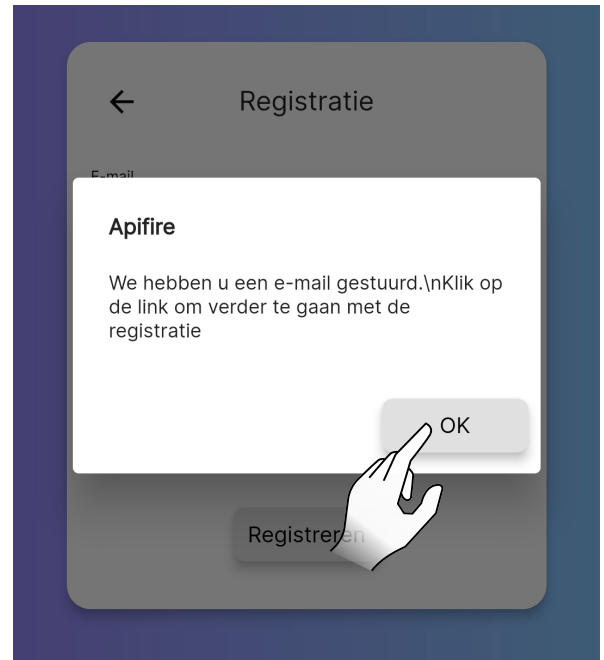 Registratie
E-mail
Apifire
We hebben u een e-mail gestuurd.\nKlik op
de link om verder te gaan met de
registratie
OK
Registreren